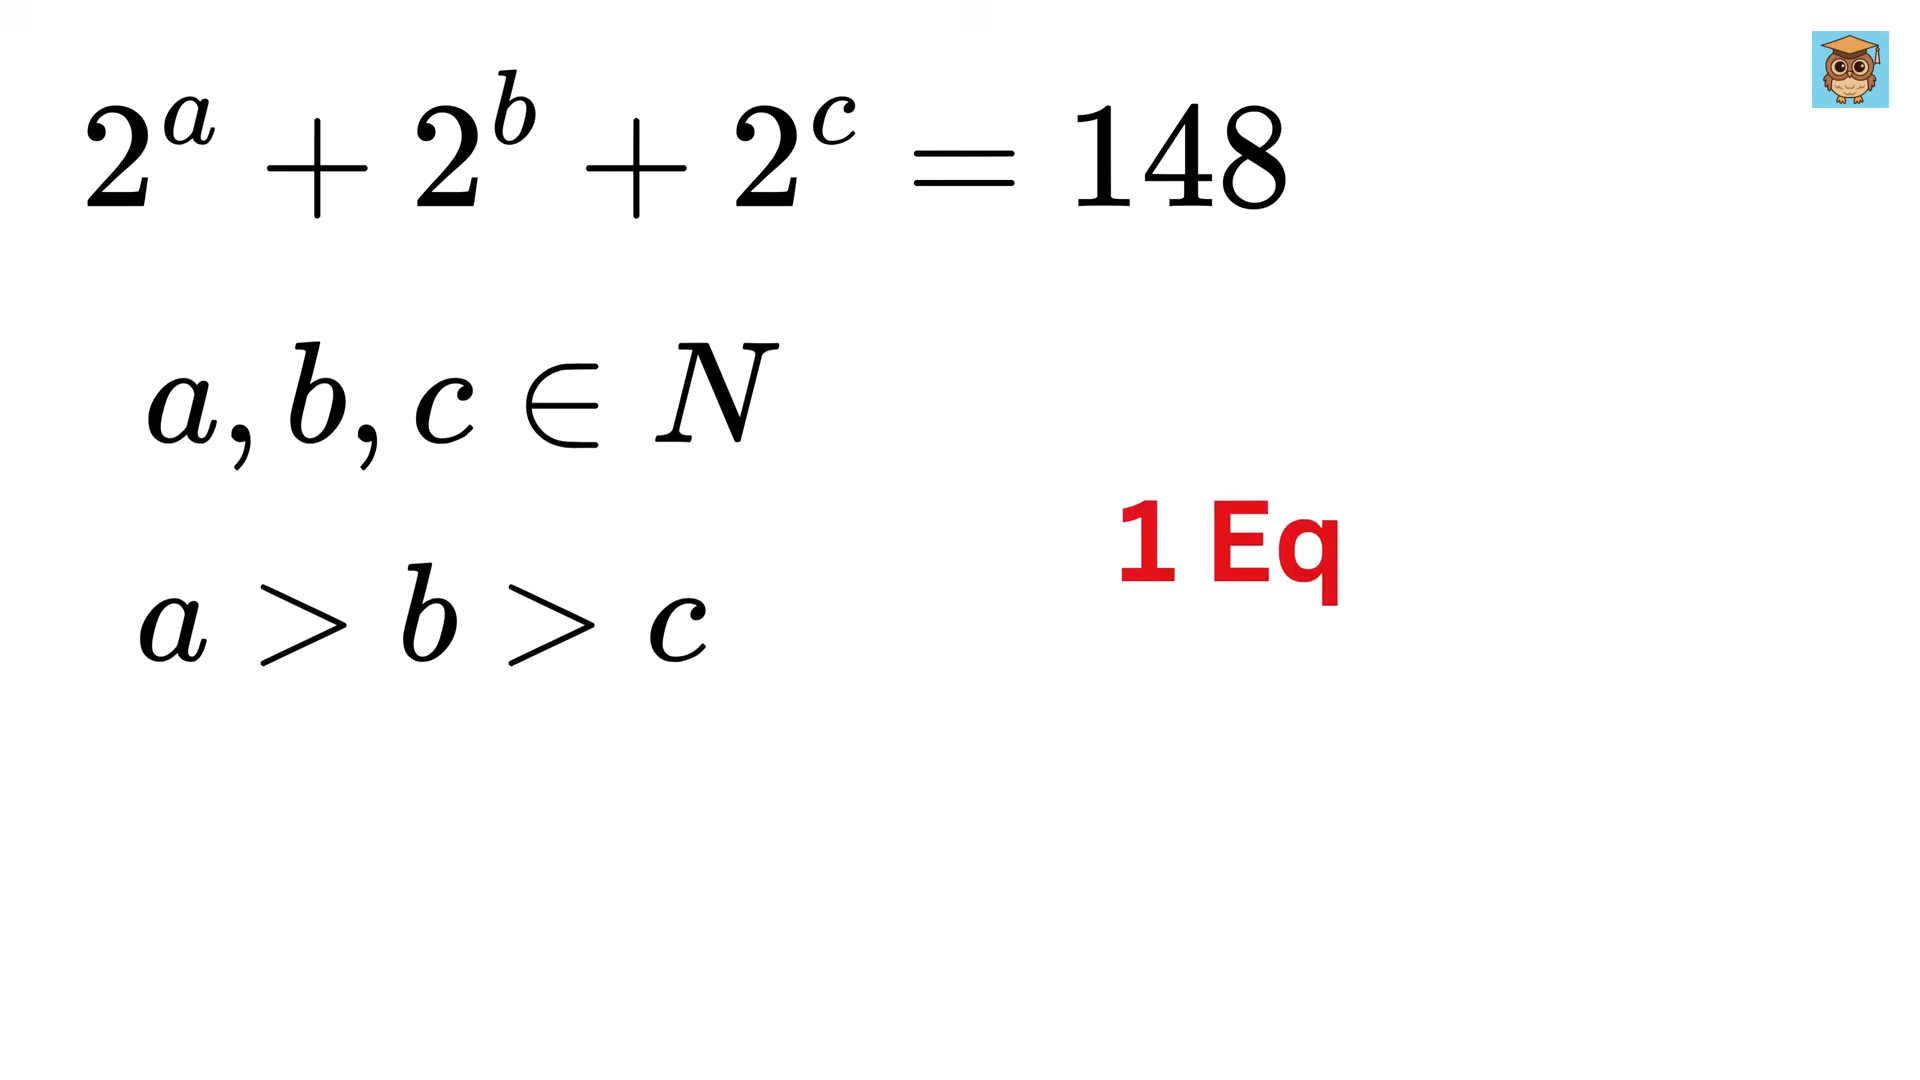 2^a + 2^b + 2^c = 148
a, b, c ∈ N
1 Eq
a > b > c